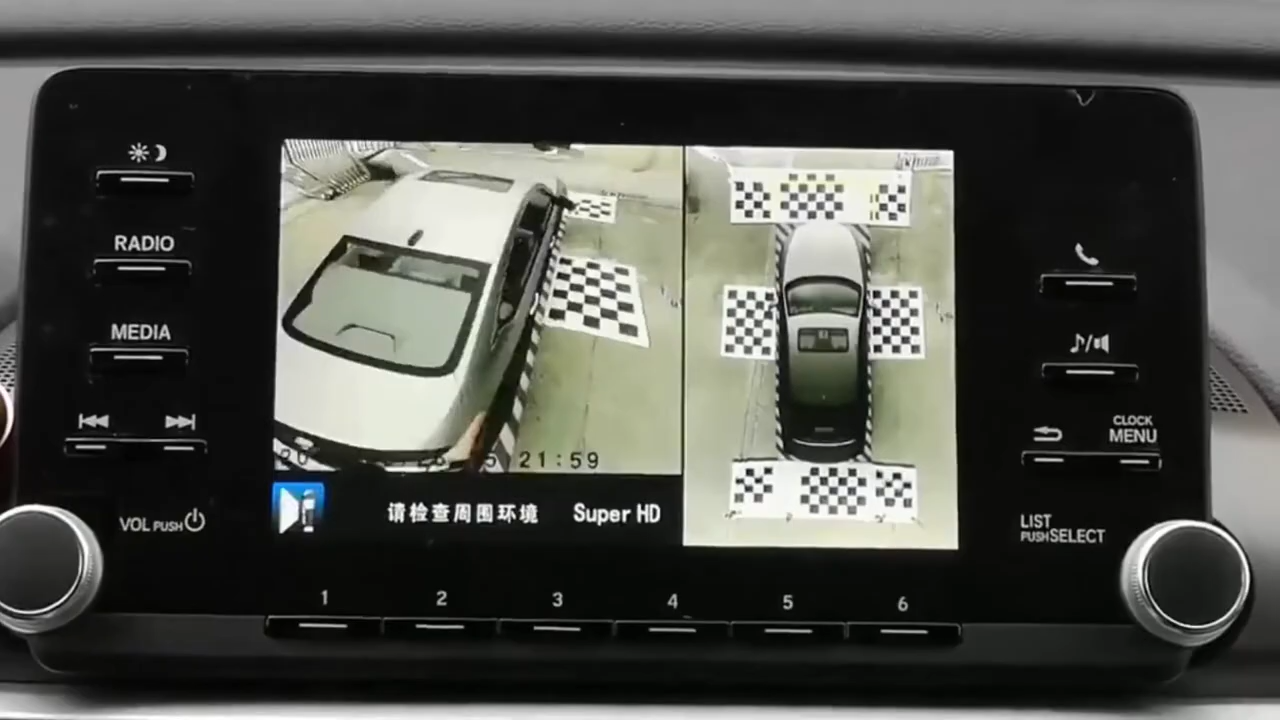 RADIO
MEDIA
VOL PUSH
21:59
请检查周围环境 Super HD
CLOCK
MENU
LIST
PUSH SELECT
1 2 3 4 5 6